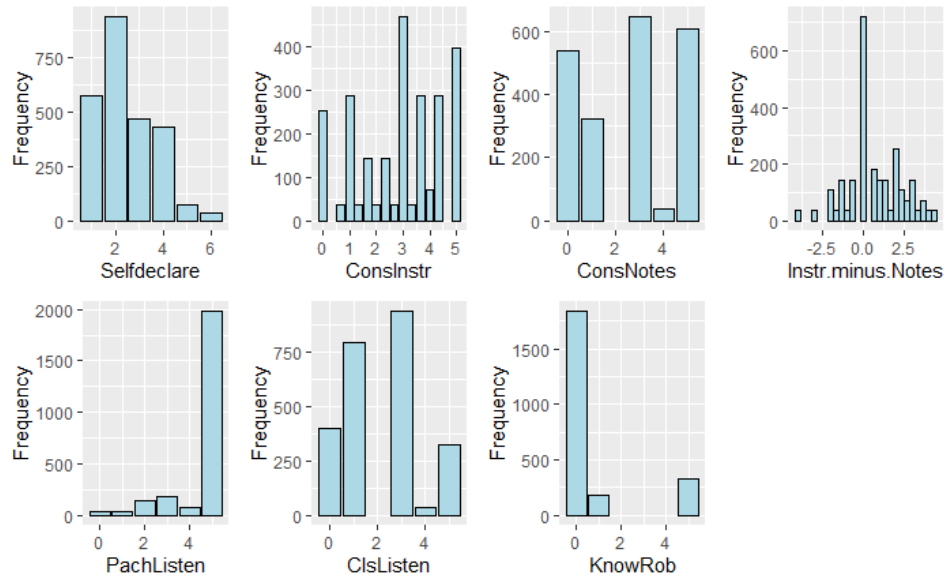 Frequency
750
500
250
0
2 4 6
Selfdeclare
Frequency
400
300
200
100
0
0 1 2 3 4 5
ConsInstr
Frequency
600
400
200
0
0 2 4
ConsNotes
Frequency
600
400
200
0
-2.5 0.0 2.5
Instr.minus.Notes
Frequency
2000
1500
1000
500
0
0 2 4
PachListen
Frequency
750
500
250
0
0 2 4
ClsListen
Frequency
1500
1000
500
0
0 2 4
KnowRob